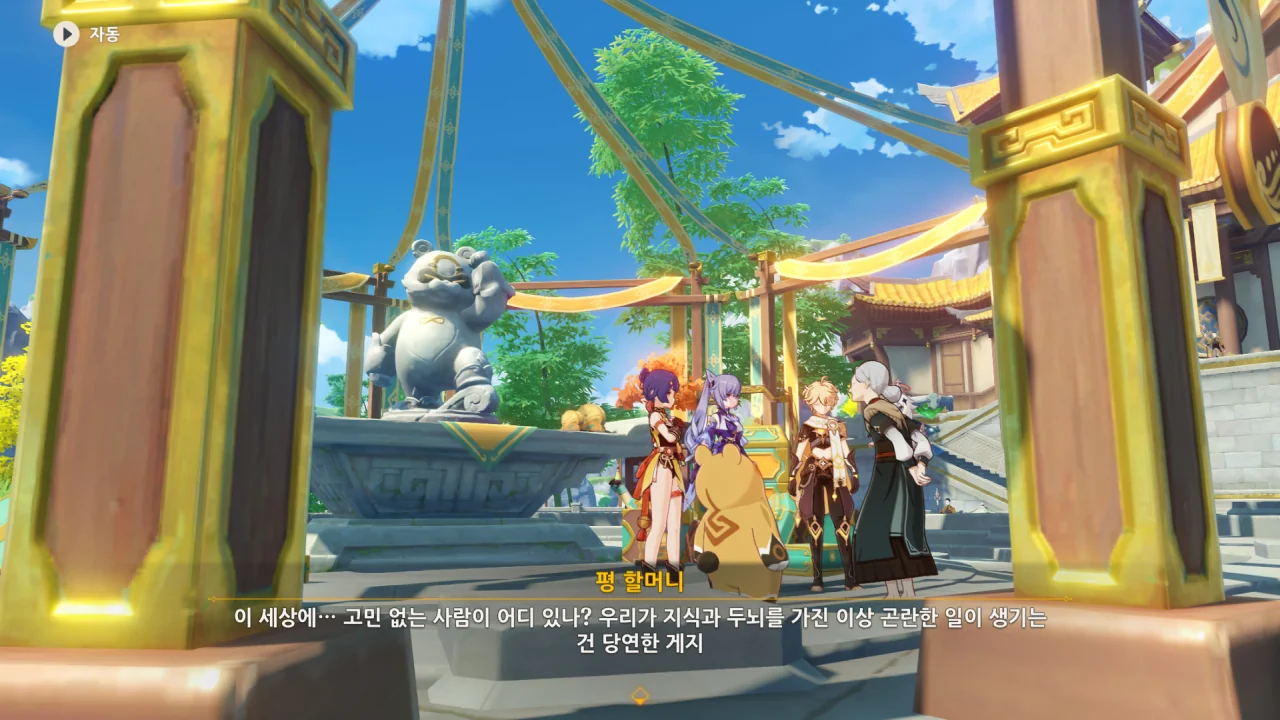 자동
평 할머니
이 세상에… 고민 없는 사람이 어디 있나? 우리가 지식과 두뇌를 가진 이상 곤란한 일이 생기는
건 당연한 게지